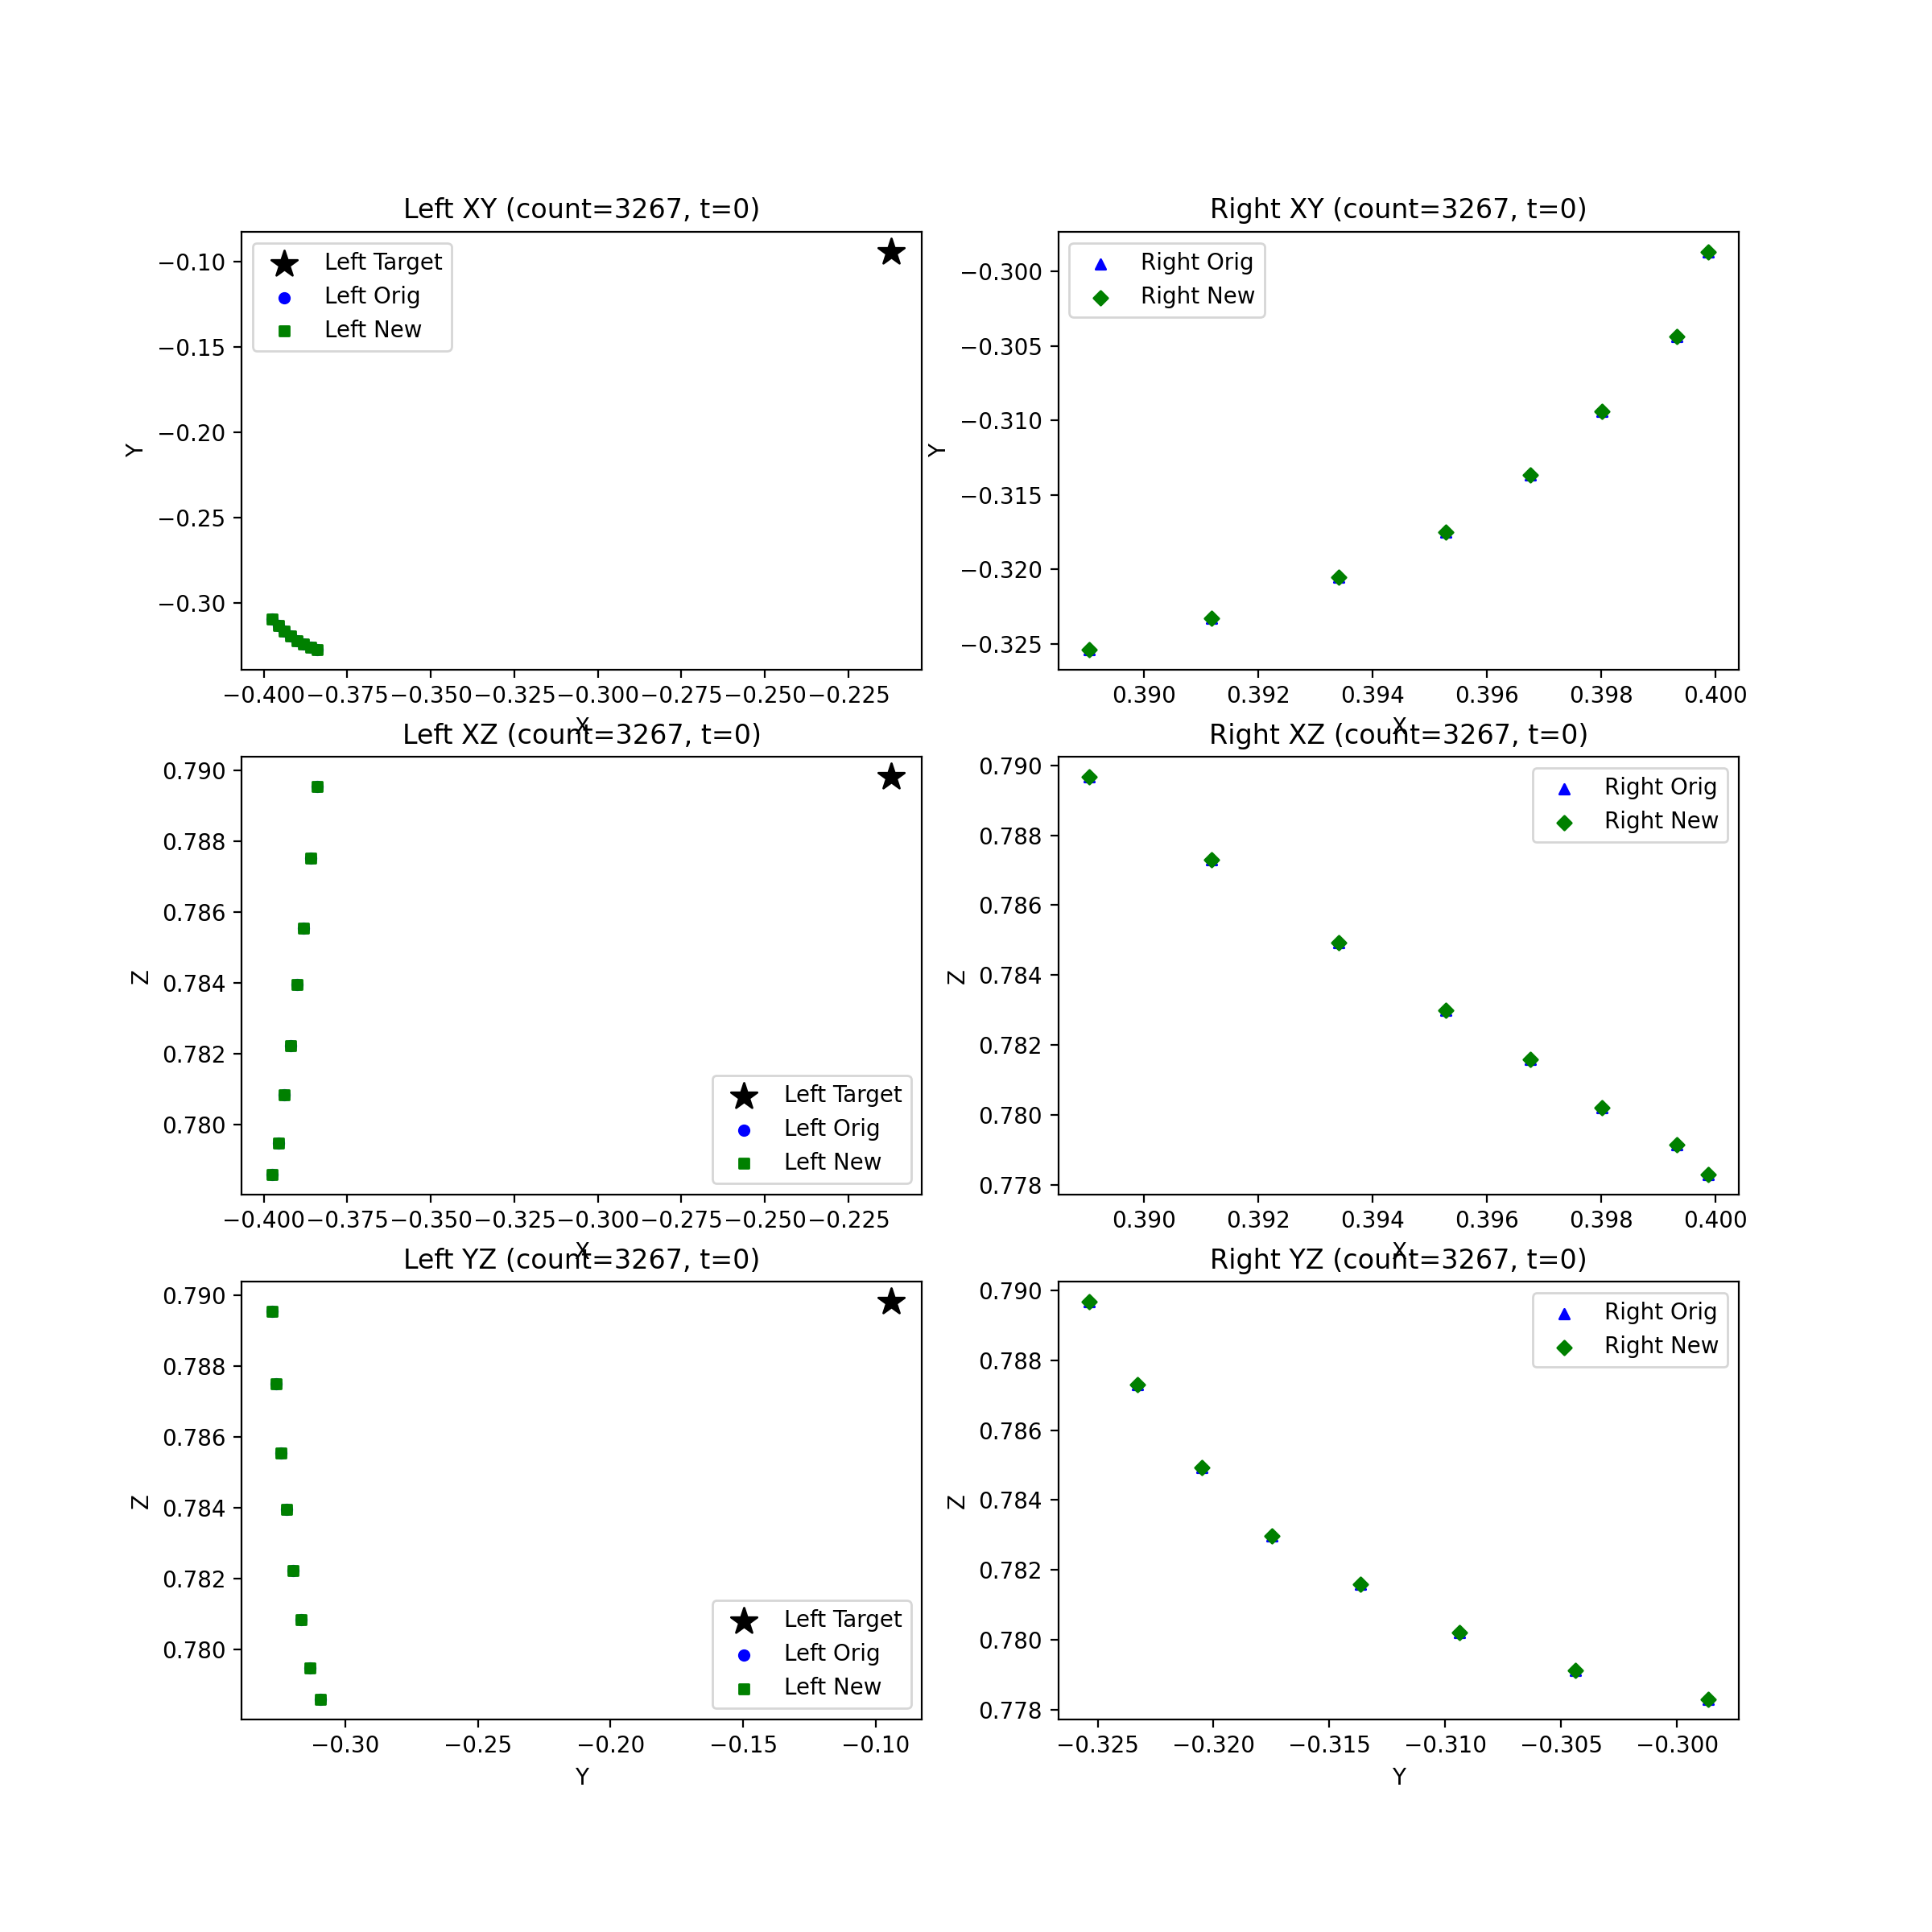 Left XY (count=3267, t=0)
Left Target
Left Orig
Left New
−0.10
−0.15
−0.20
−0.25
−0.30
Y
−0.400 −0.375 −0.350 −0.325 −0.300 −0.275 −0.250 −0.225
X
Right XY (count=3267, t=0)
Right Orig
Right New
−0.300
−0.305
−0.310
−0.315
−0.320
−0.325
Y
0.390 0.392 0.394 0.396 0.398 0.400
X
Left XZ (count=3267, t=0)
0.790
0.788
0.786
0.784
0.782
0.780
Z
Left Target
Left Orig
Left New
−0.400 −0.375 −0.350 −0.325 −0.300 −0.275 −0.250 −0.225
X
Right XZ (count=3267, t=0)
Right Orig
Right New
0.790
0.788
0.786
0.784
0.782
0.780
0.778
Z
0.390 0.392 0.394 0.396 0.398 0.400
X
Left YZ (count=3267, t=0)
0.790
0.788
0.786
0.784
0.782
0.780
Z
Left Target
Left Orig
Left New
−0.30 −0.25 −0.20 −0.15 −0.10
Y
Right YZ (count=3267, t=0)
Right Orig
Right New
0.790
0.788
0.786
0.784
0.782
0.780
0.778
Z
−0.325 −0.320 −0.315 −0.310 −0.305 −0.300
Y